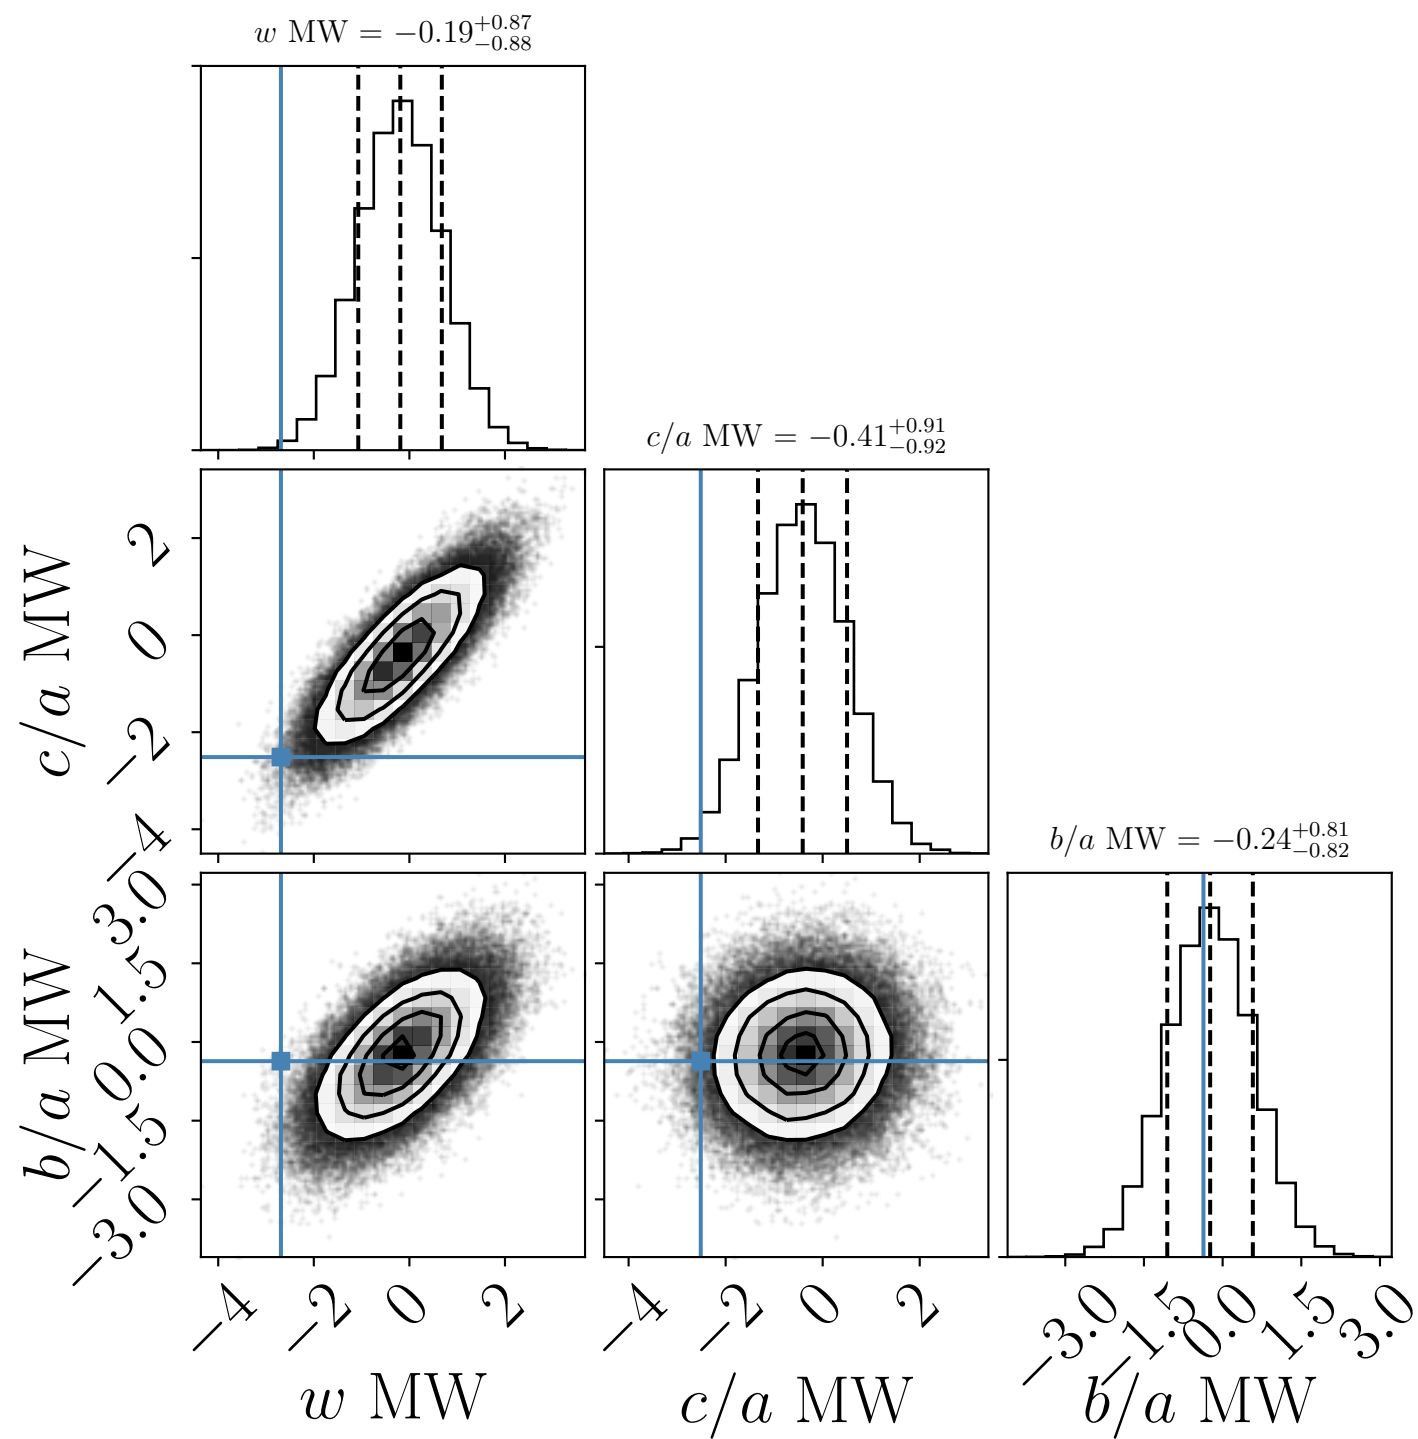 w MW = −0.19+0.87−0.88
c/a MW = −0.41+0.91−0.92
c/a MW
2
0
−2
−4
b/a MW = −0.24+0.81−0.82
b/a MW
3.0
1.5
0.0
−1.5
−3.0
−4 −2 0 2
−4 −2 0 2
−3.0 −1.5 0.0 1.5 3.0
w MW
c/a MW
b/a MW